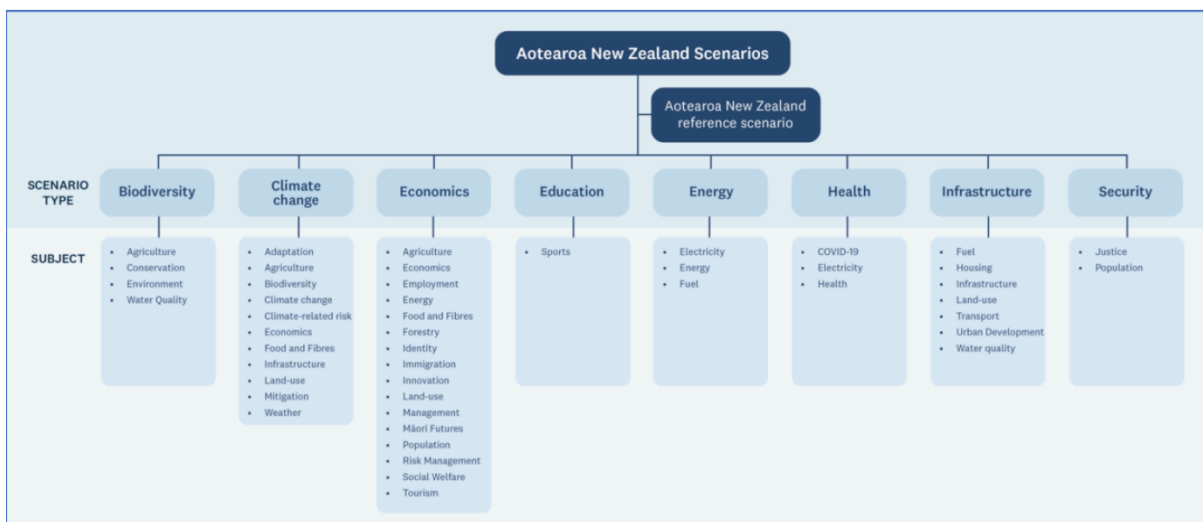 Aotearoa New Zealand Scenarios
Aotearoa New Zealand
reference scenario
SCENARIO
TYPE
Biodiversity
Climate
change
Economics
Education
Energy
Health
Infrastructure
Security
SUBJECT
• Agriculture
• Conservation
• Environment
• Water Quality
• Adaptation
• Agriculture
• Biodiversity
• Climate change
• Climate-related risk
• Economics
• Food and Fibres
• Infrastructure
• Land-use
• Mitigation
• Weather
• Agriculture
• Economics
• Employment
• Energy
• Food and Fibres
• Forestry
• Identity
• Immigration
• Innovation
• Land-use
• Management
• Māori Futures
• Population
• Risk Management
• Social Welfare
• Tourism
• Sports
• Electricity
• Energy
• Fuel
• COVID-19
• Electricity
• Health
• Fuel
• Housing
• Infrastructure
• Land-use
• Transport
• Urban Development
• Water quality
• Justice
• Population